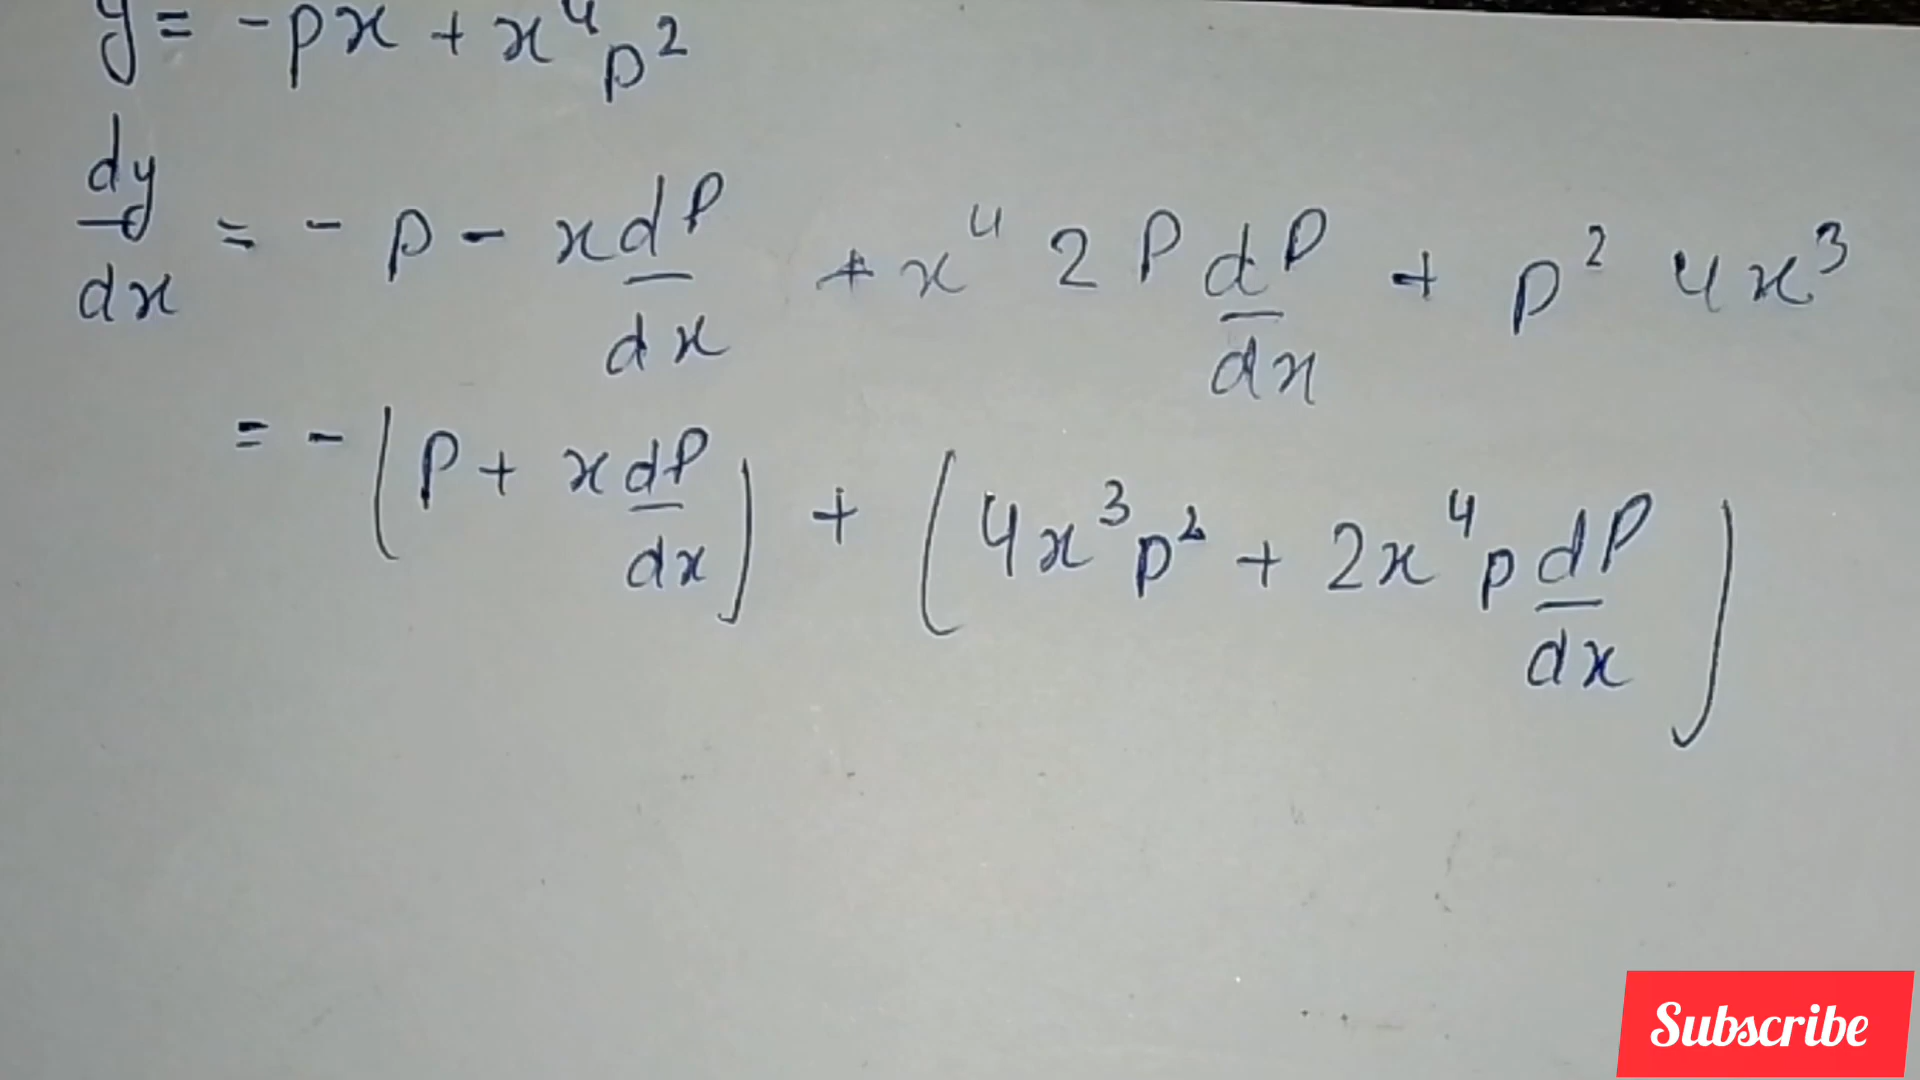 y = -px + x⁴p²
dy/dx = -p - x dp/dx + x⁴ 2p dp/dx + p² 4x³
= -(p + x dp/dx) + (4x³p² + 2x⁴p dp/dx)
Subscribe